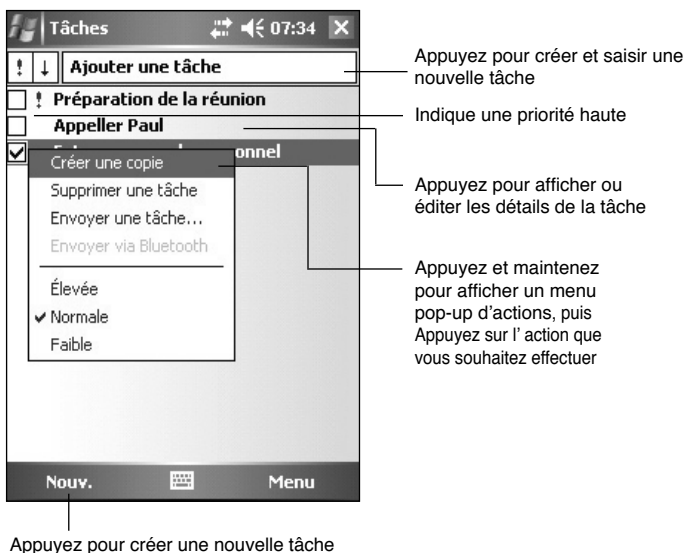 Tâches 07:34
! ↓ Ajouter une tâche
! Préparation de la réunion
Appeller Paul
onnel
Créer une copie
Supprimer une tâche
Envoyer une tâche...
Envoyer via Bluetooth
Élevée
Normale
Faible
Nouv. Menu
Appuyez pour créer et saisir une
nouvelle tâche
Indique une priorité haute
Appuyez pour afficher ou
éditer les détails de la tâche
Appuyez et maintenez
pour afficher un menu
pop-up d'actions, puis
Appuyez sur l' action que
vous souhaitez effectuer
Appuyez pour créer une nouvelle tâche